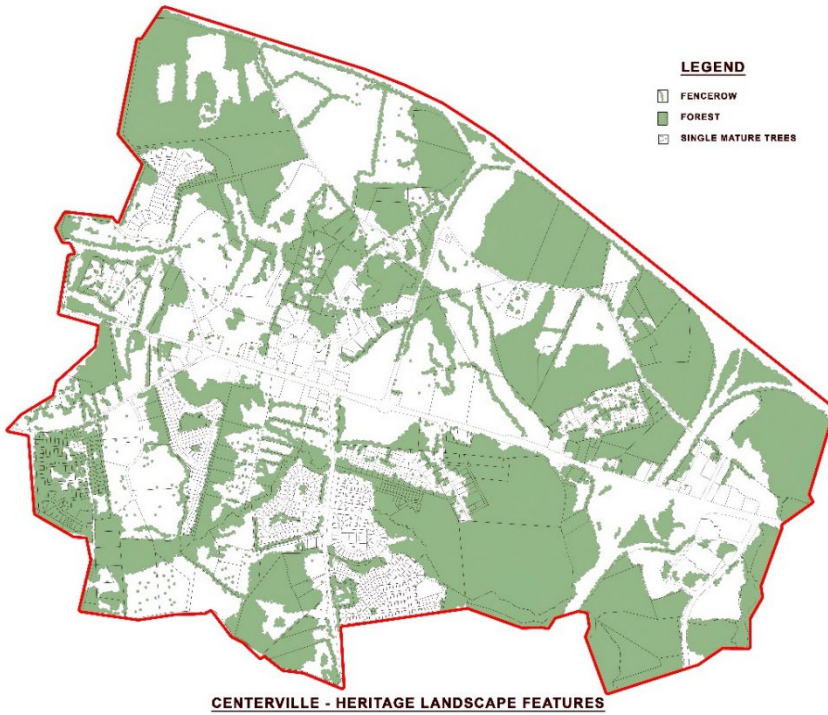 LEGEND
FENCEROW
FOREST
SINGLE MATURE TREES
CENTERVILLE - HERITAGE LANDSCAPE FEATURES